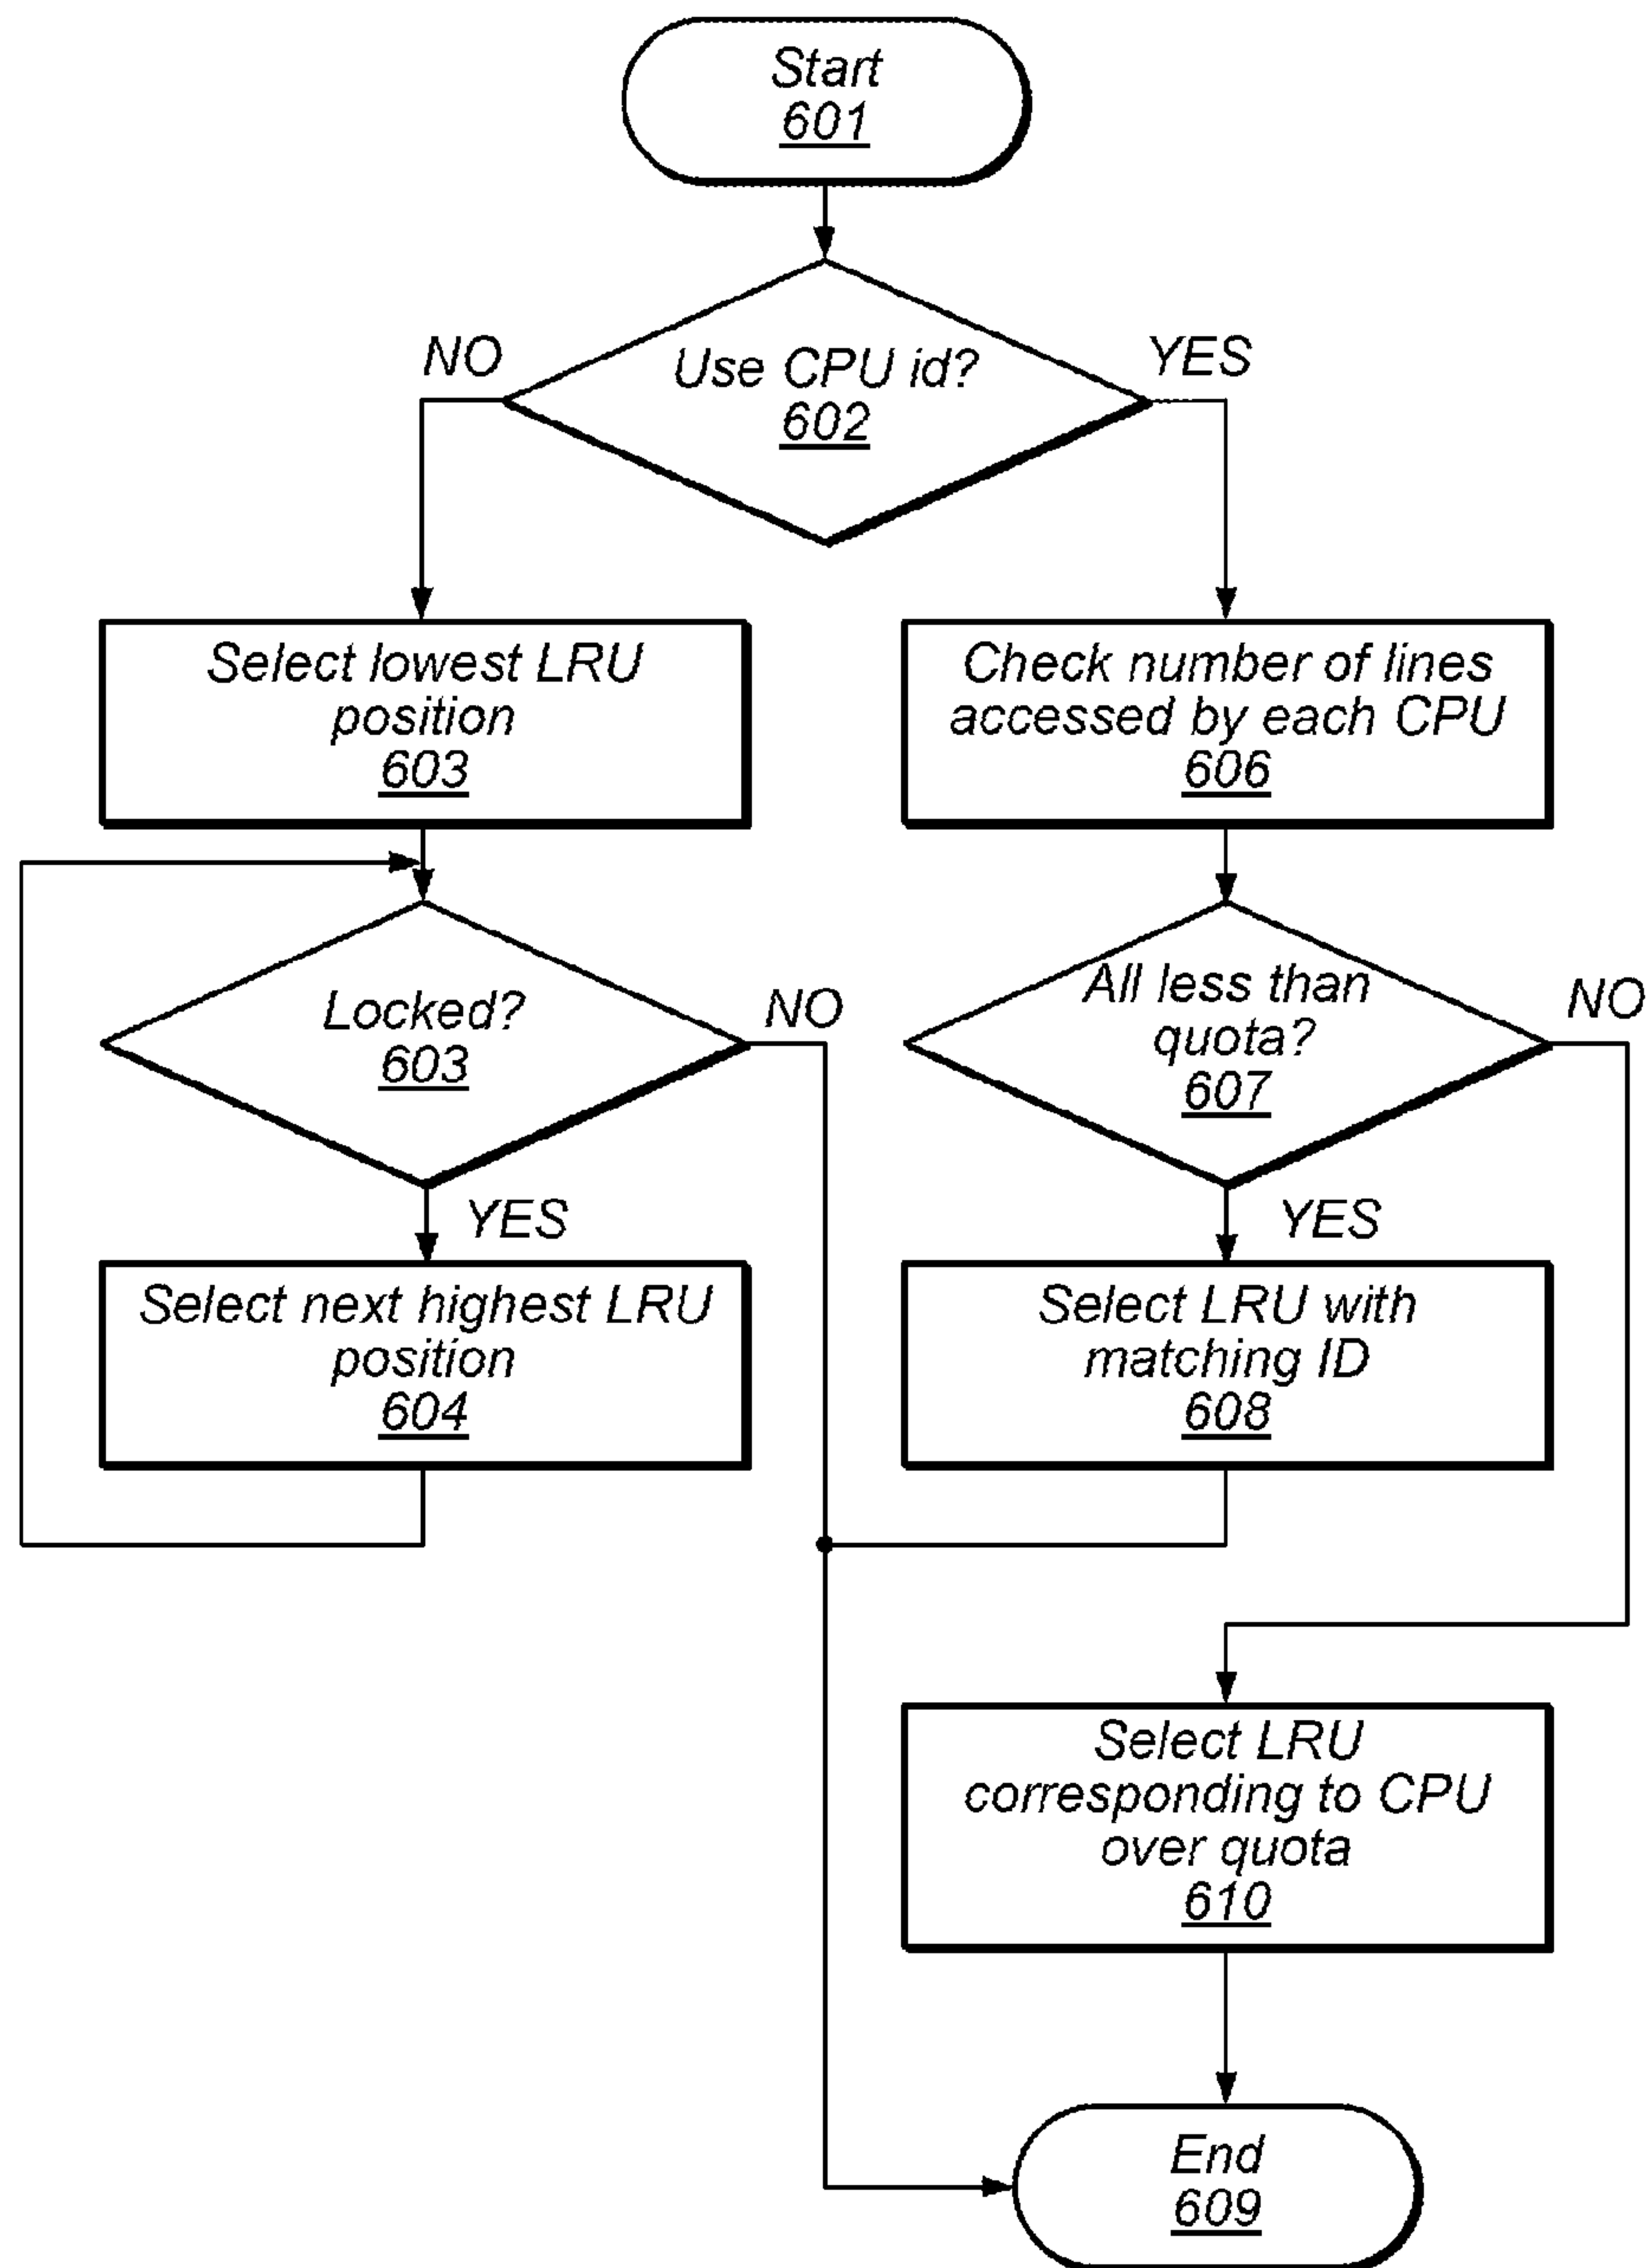 Start
601
Use CPU id?
602
NO
YES
Select lowest LRU
position
603
Check number of lines
accessed by each CPU
606
Locked?
603
NO
YES
All less than
quota?
607
NO
YES
Select next highest LRU
position
604
Select LRU with
matching ID
608
Select LRU
corresponding to CPU
over quota
610
End
609